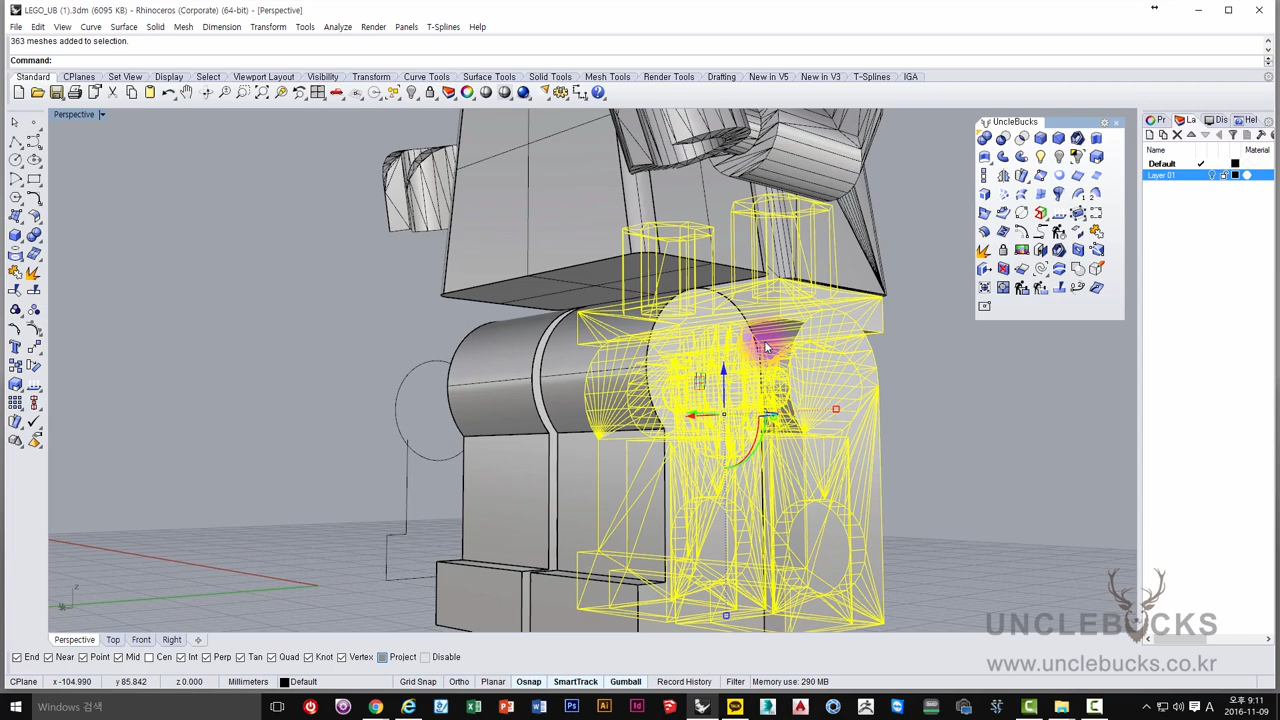 LEGO_UB (1).3dm (6095 KB) - Rhinoceros (Corporate) (64-bit) - [Perspective]
File Edit View Curve Surface Solid Mesh Dimension Transform Tools Analyze Render Panels T-Splines Help
363 meshes added to selection.
Command:
Standard CPlanes Set View Display Select Viewport Layout Visibility Transform Curve Tools Surface Tools Solid Tools Mesh Tools Render Tools Drafting New in V5 New in V3 T-Splines IGA
Perspective
UncleBucks
Pr La Dis Hel
Name Material
Default
Layer 01
z
UNCLEBUCKS
www.unclebucks.co.kr
Perspective Top Front Right
End Near Point Mid Cen Int Perp Tan Quad Knot Vertex Project Disable
CPlane x -104.990 y 85.842 z 0.000 Millimeters Default Grid Snap Ortho Planar Osnap SmartTrack Gumball Record History Filter Memory use: 290 MB
Windows 검색
A
오후 9:11
2016-11-09